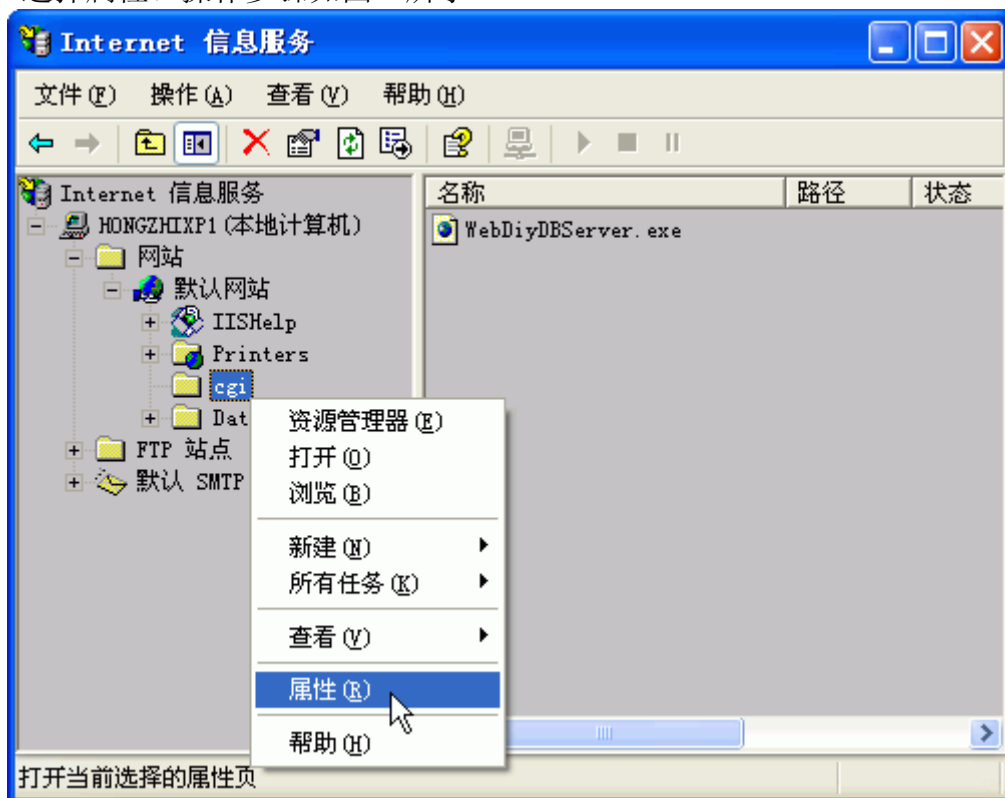 Internet 信息服务
文件(F) 操作(A) 查看(V) 帮助(H)
Internet 信息服务
名称 路径 状态
HONGZHIXP1(本地计算机)
WebDiyDBServer.exe
网站
默认网站
IISHelp
Printers
cgi
Dat
FTP 站点
默认 SMTP
资源管理器(E)
打开(O)
浏览(B)
新建(N)
所有任务(K)
查看(V)
属性(R)
帮助(H)
打开当前选择的属性页